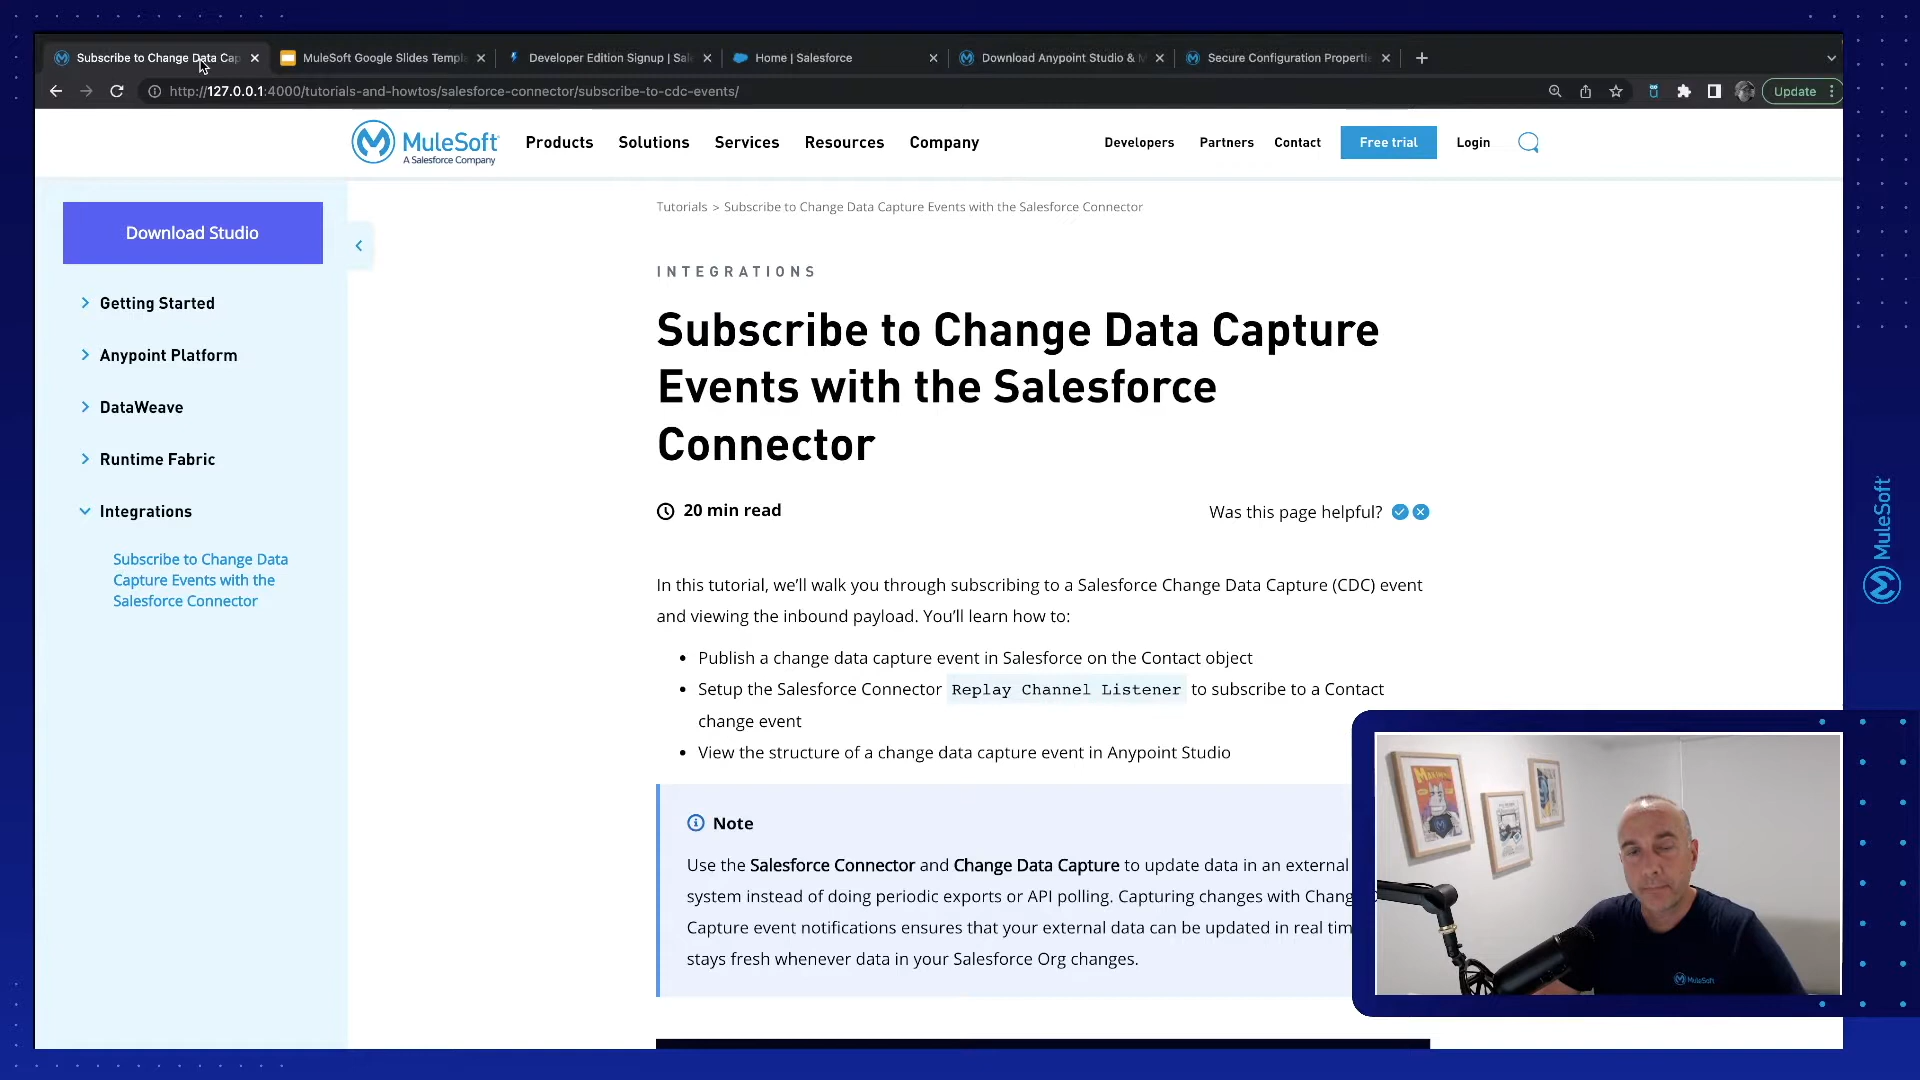 Subscribe to Change Data Cap
MuleSoft Google Slides Templ
Developer Edition Signup | Sal
Home | Salesforce
Download Anypoint Studio & M
Secure Configuration Properti
http://127.0.0.1:4000/tutorials-and-howtos/salesforce-connector/subscribe-to-cdc-events/
Update
MuleSoft
A Salesforce Company
Products
Solutions
Services
Resources
Company
Developers
Partners
Contact
Free trial
Login
Download Studio
Getting Started
Anypoint Platform
DataWeave
Runtime Fabric
Integrations
Subscribe to Change Data
Capture Events with the
Salesforce Connector
Tutorials > Subscribe to Change Data Capture Events with the Salesforce Connector
INTEGRATIONS
Subscribe to Change Data Capture
Events with the Salesforce
Connector
20 min read
Was this page helpful?
In this tutorial, we'll walk you through subscribing to a Salesforce Change Data Capture (CDC) event
and viewing the inbound payload. You'll learn how to:
• Publish a change data capture event in Salesforce on the Contact object
• Setup the Salesforce Connector Replay Channel Listener to subscribe to a Contact
change event
• View the structure of a change data capture event in Anypoint Studio
Note
Use the Salesforce Connector and Change Data Capture to update data in an external
system instead of doing periodic exports or API polling. Capturing changes with Chang
Capture event notifications ensures that your external data can be updated in real tim
stays fresh whenever data in your Salesforce Org changes.
MuleSoft
MuleSoft